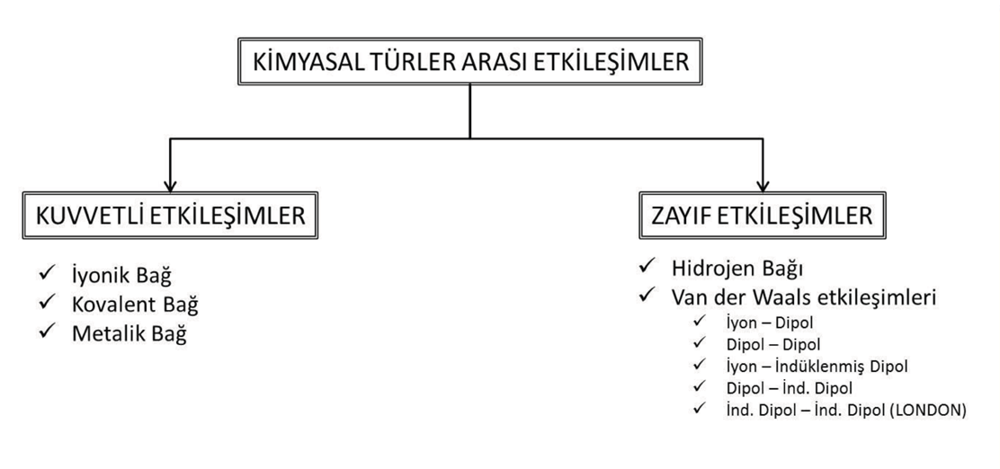 KİMYASAL TÜRLER ARASI ETKİLEŞİMLER
KUVVETLİ ETKİLEŞİMLER
✓ İyonik Bağ
✓ Kovalent Bağ
✓ Metalik Bağ
ZAYIF ETKİLEŞİMLER
✓ Hidrojen Bağı
✓ Van der Waals etkileşimleri
✓ İyon – Dipol
✓ Dipol – Dipol
✓ İyon – İndüklenmiş Dipol
✓ Dipol – İnd. Dipol
✓ İnd. Dipol – İnd. Dipol (LONDON)